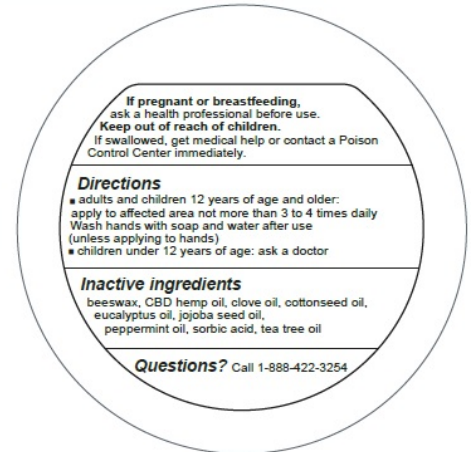 If pregnant or breastfeeding,
ask a health professional before use.
Keep out of reach of children.
If swallowed, get medical help or contact a Poison
Control Center immediately.
Directions
■ adults and children 12 years of age and older:
apply to affected area not more than 3 to 4 times daily
Wash hands with soap and water after use
(unless applying to hands)
■ children under 12 years of age: ask a doctor
Inactive ingredients
beeswax, CBD hemp oil, clove oil, cottonseed oil,
eucalyptus oil, jojoba seed oil,
peppermint oil, sorbic acid, tea tree oil
Questions? Call 1-888-422-3254